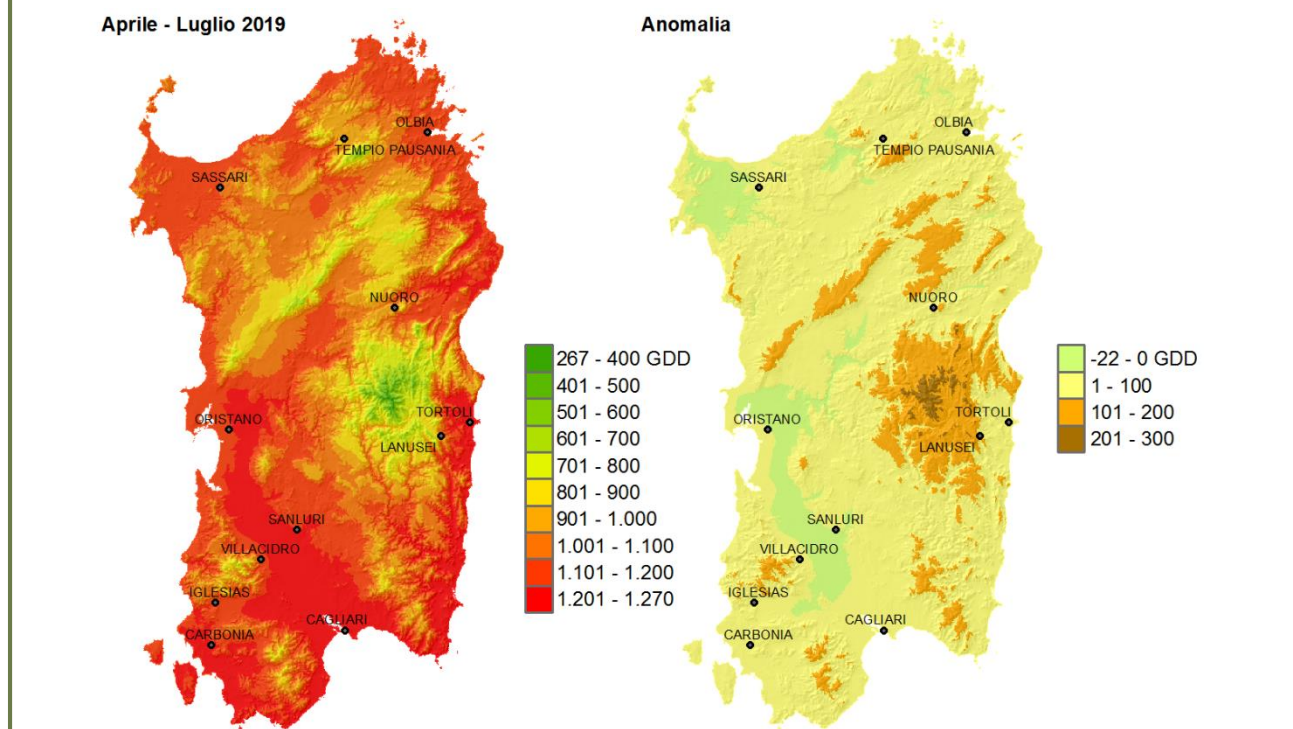 Aprile - Luglio 2019
OLBIA
TEMPIO PAUSANIA
SASSARI
NUORO
ORISTANO
TORTOLI
LANUSEI
SANLURI
VILLACIDRO
IGLESIAS
CAGLIARI
CARBONIA
267 - 400 GDD
401 - 500
501 - 600
601 - 700
701 - 800
801 - 900
901 - 1.000
1.001 - 1.100
1.101 - 1.200
1.201 - 1.270
Anomalia
OLBIA
TEMPIO PAUSANIA
SASSARI
NUORO
ORISTANO
TORTOLI
LANUSEI
SANLURI
VILLACIDRO
IGLESIAS
CAGLIARI
CARBONIA
-22 - 0 GDD
1 - 100
101 - 200
201 - 300